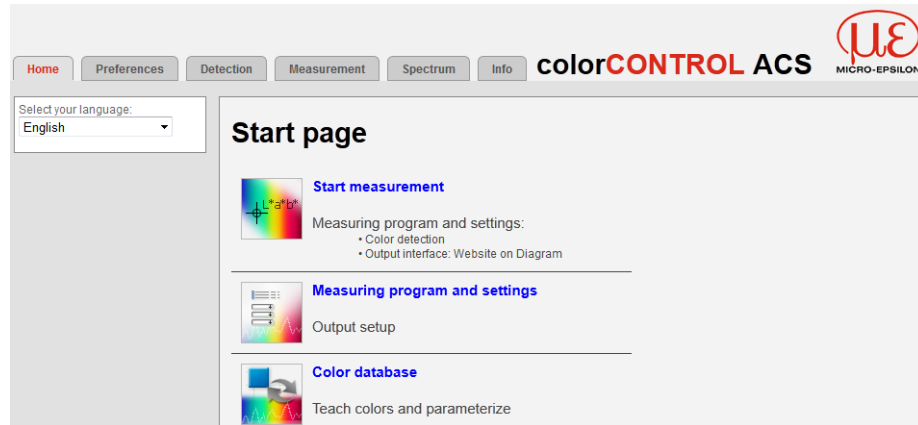 Home Preferences Detection Measurement Spectrum Info colorCONTROL ACS
με
MICRO-EPSILON
Select your language:
English
Start page
L*a*b*
Start measurement
Measuring program and settings:
• Color detection
• Output interface: Website on Diagram
Measuring program and settings
Output setup
Color database
Teach colors and parameterize